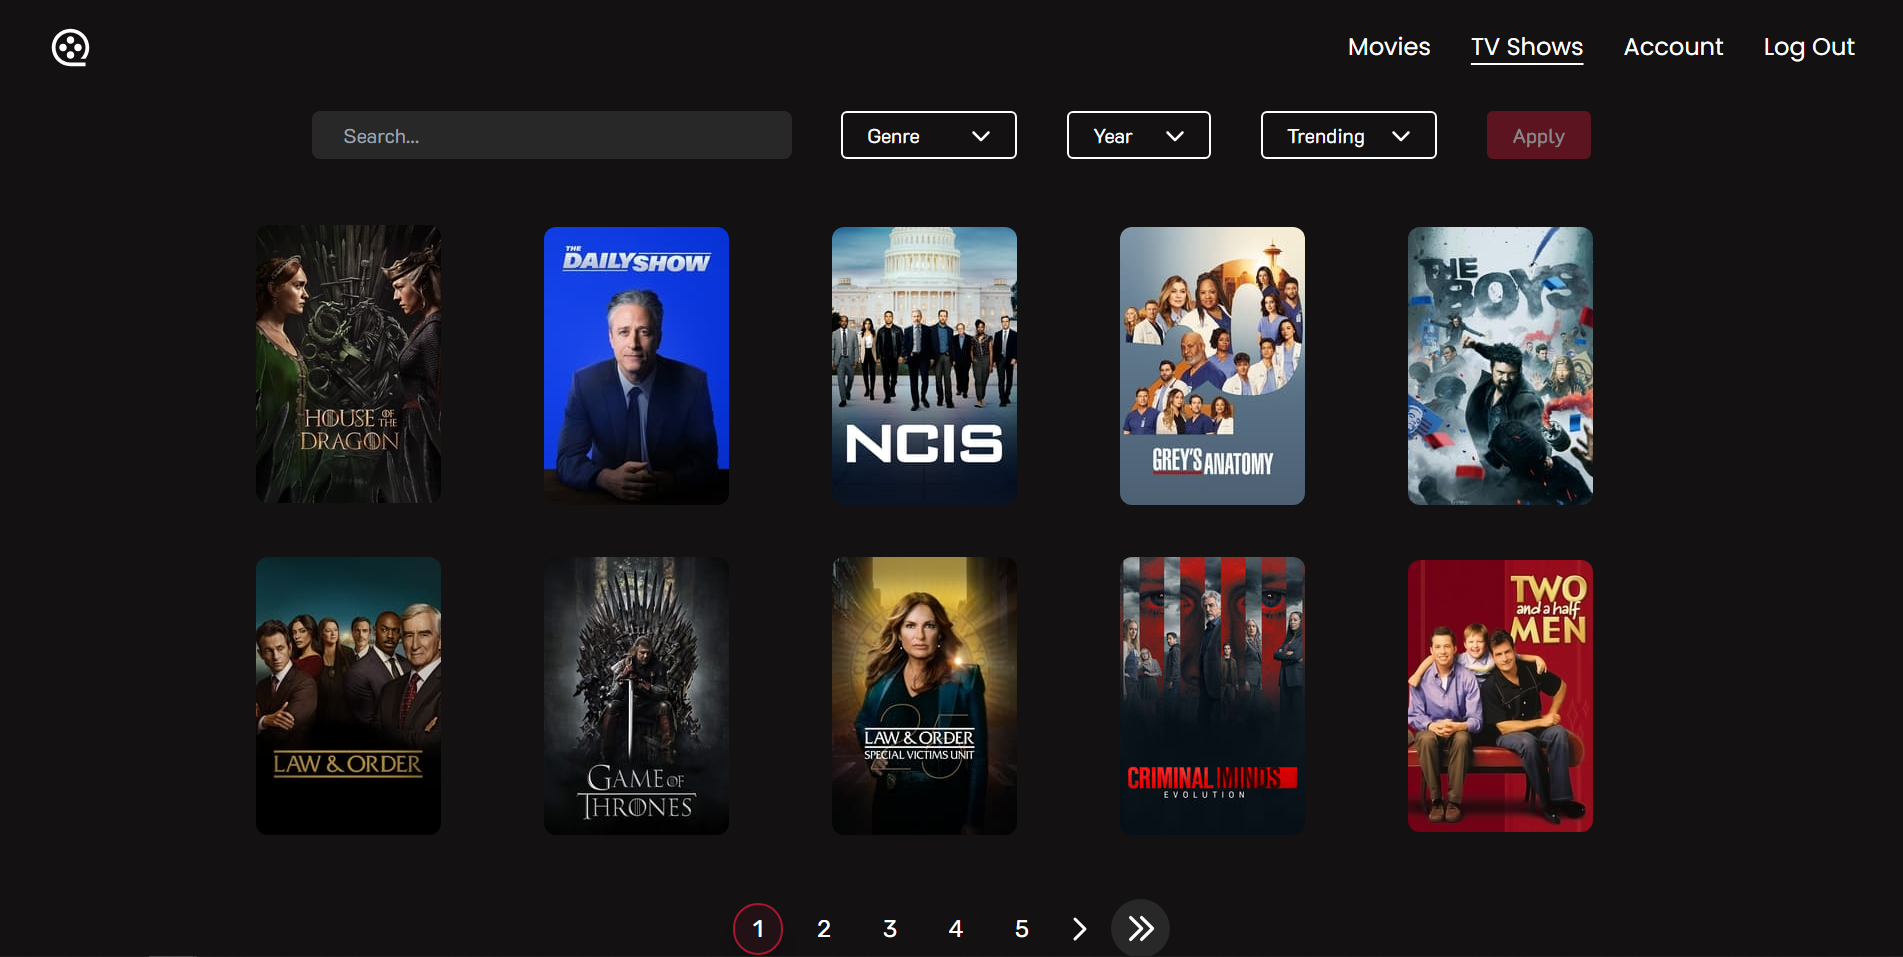 Movies TV Shows Account Log Out
Search... Genre Year Trending Apply
HOUSE OF THE DRAGON
THE DAILY SHOW
NCIS
GREY'S ANATOMY
THE BOYS
LAW & ORDER
GAME OF THRONES
25
LAW & ORDER
SPECIAL VICTIMS UNIT
CRIMINAL MINDS
EVOLUTION
TWO
and a half
MEN
1 2 3 4 5